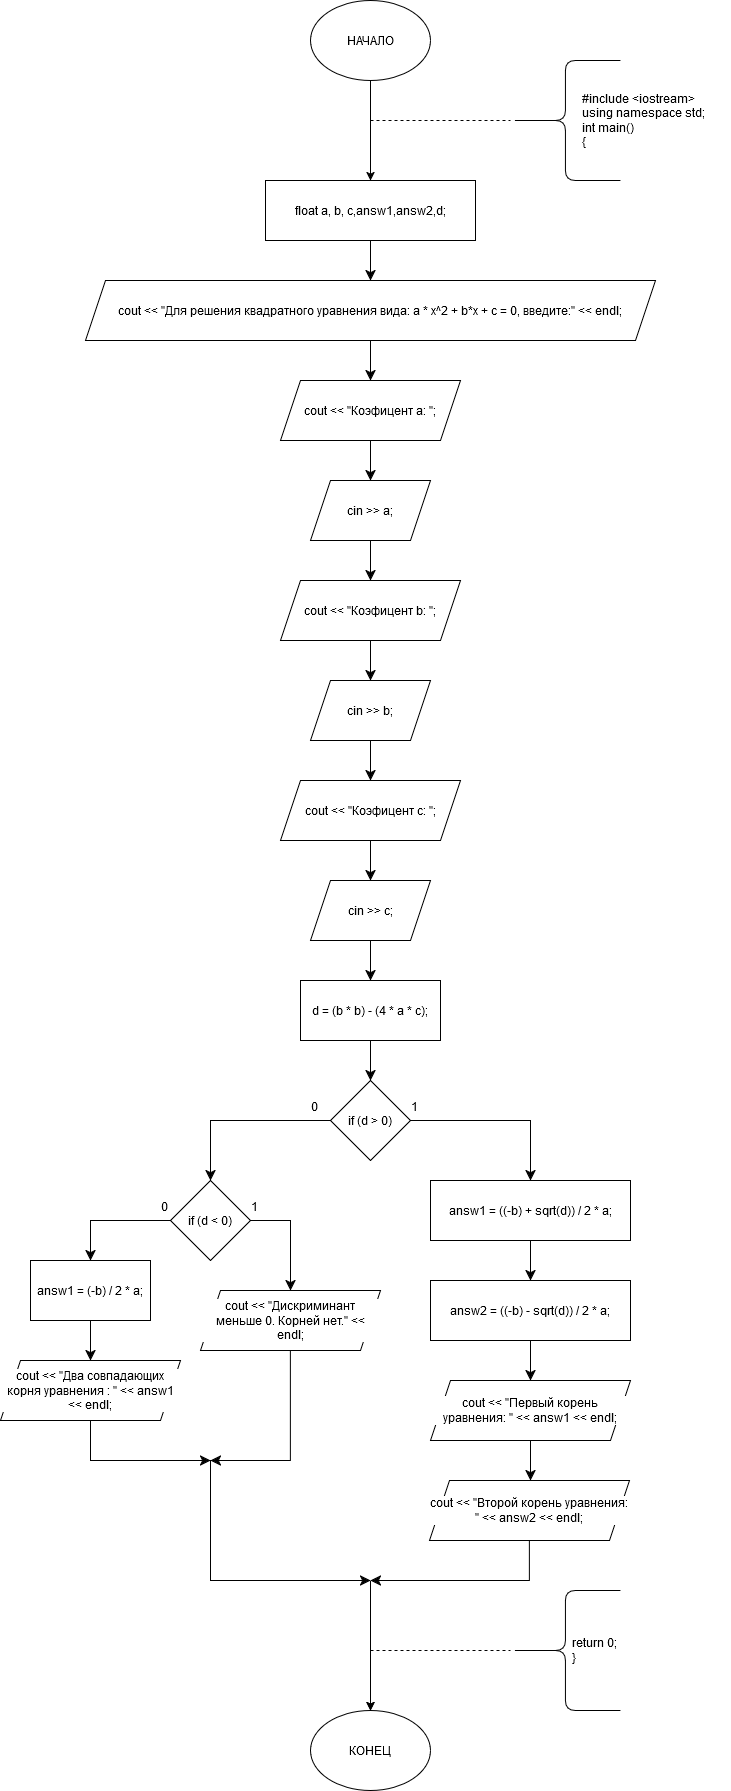 НАЧАЛО
#include <iostream>
using namespace std;
int main()
{
float a, b, c,answ1,answ2,d;
cout << "Для решения квадратного уравнения вида: a * x^2 + b*x + c = 0, введите:" << endl;
cout << "Коэфицент a: ";
cin >> a;
cout << "Коэфицент b: ";
cin >> b;
cout << "Коэфицент c: ";
cin >> c;
d = (b * b) - (4 * a * c);
0
1
if (d > 0)
0
1
if (d < 0)
answ1 = ((-b) + sqrt(d)) / 2 * a;
answ1 = (-b) / 2 * a;
cout << "Дискриминант
меньше 0. Корней нет." <<
endl;
answ2 = ((-b) - sqrt(d)) / 2 * a;
cout << "Два совпадающих
корня уравнения : " << answ1
<< endl;
cout << "Первый корень
уравнения: " << answ1 << endl;
cout << "Второй корень уравнения:
" << answ2 << endl;
return 0;
}
КОНЕЦ